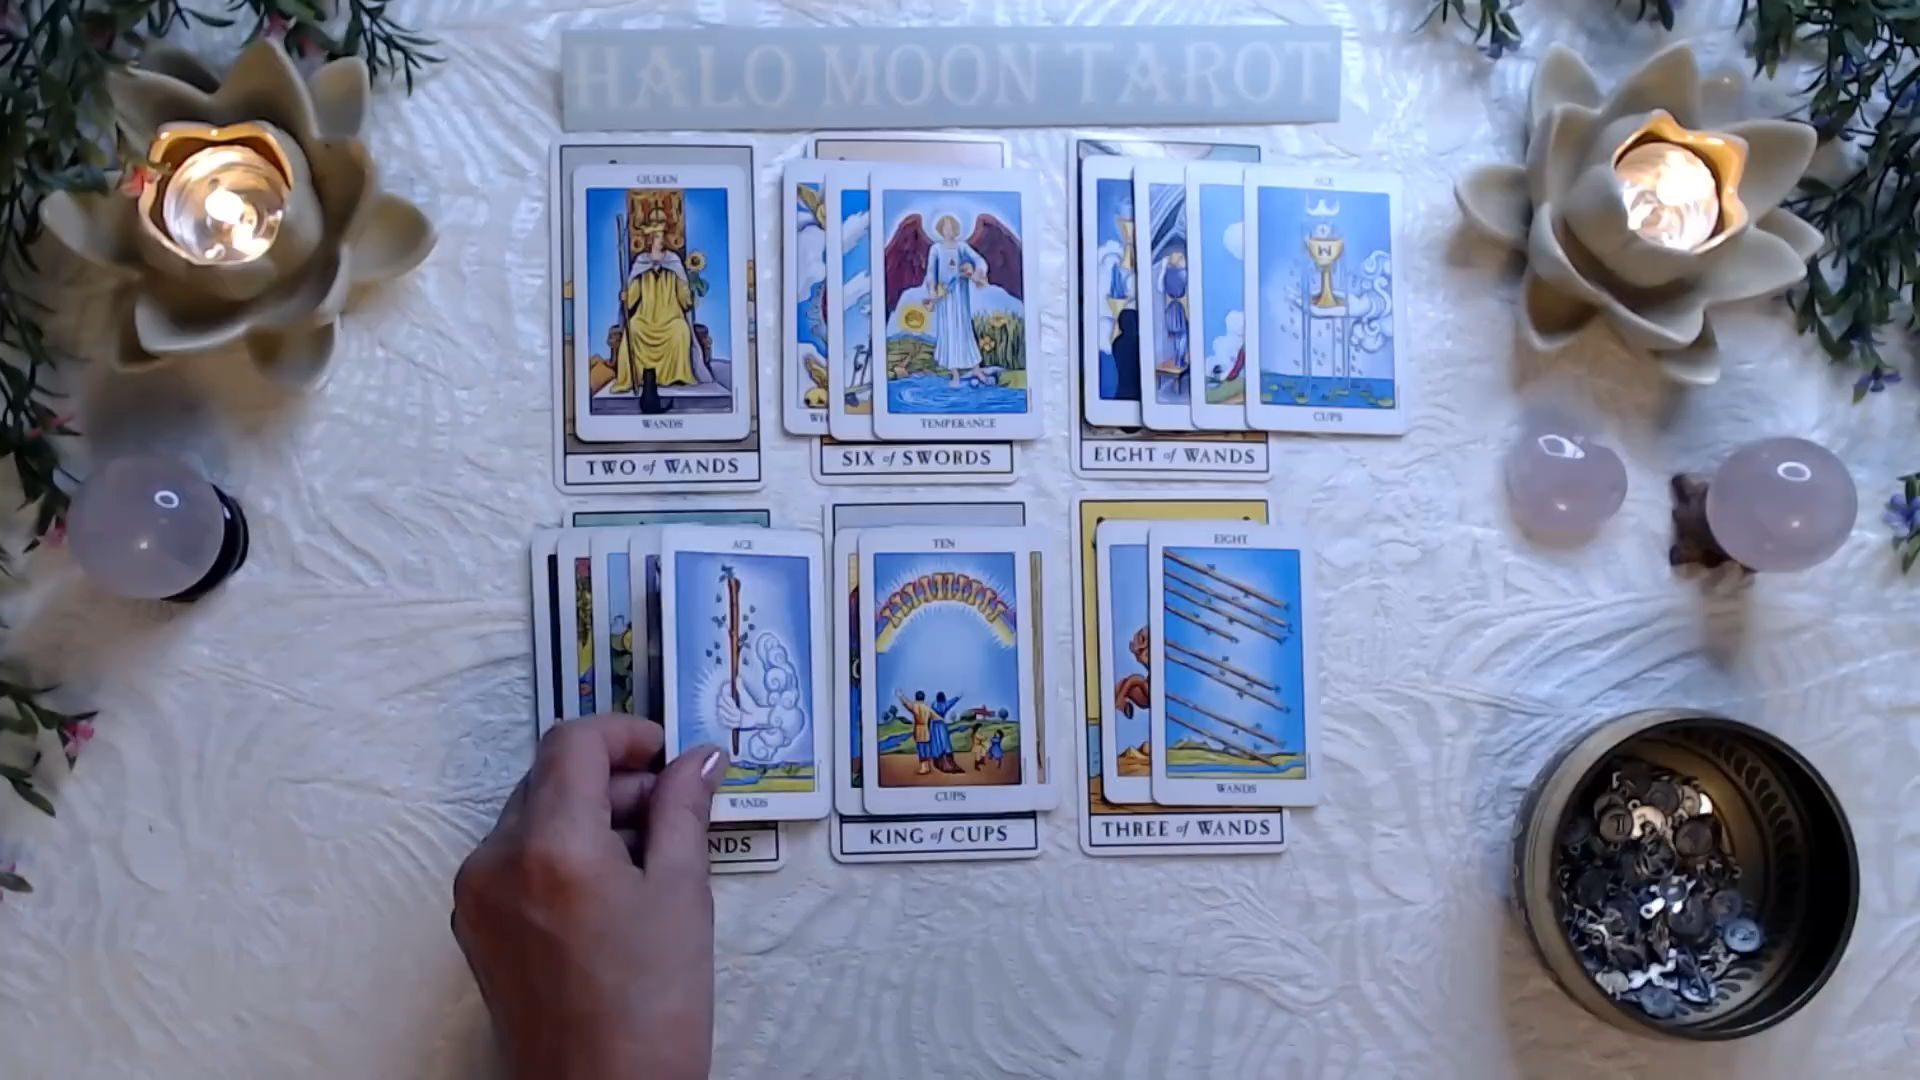 HALO MOON TAROT
QUEEN
WANDS
TWO of WANDS
XIV
TEMPERANCE
SIX of SWORDS
ACE
CUPS
EIGHT of WANDS
ACE
WANDS
NDS
TEN
CUPS
KING of CUPS
EIGHT
WANDS
THREE of WANDS